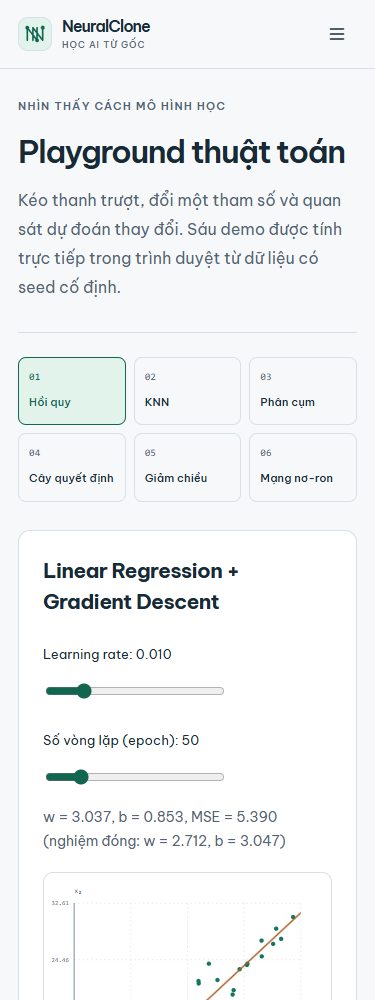 NeuralClone
HỌC AI TỪ GỐC
NHÌN THẤY CÁCH MÔ HÌNH HỌC
Playground thuật toán
Kéo thanh trượt, đổi một tham số và quan
sát dự đoán thay đổi. Sáu demo được tính
trực tiếp trong trình duyệt từ dữ liệu có
seed cố định.
01
Hồi quy
02
KNN
03
Phân cụm
04
Cây quyết định
05
Giảm chiều
06
Mạng nơ-ron
Linear Regression +
Gradient Descent
Learning rate: 0.010
Số vòng lặp (epoch): 50
w = 3.037, b = 0.853, MSE = 5.390
(nghiệm đóng: w = 2.712, b = 3.047)
x₂
32.61
24.46